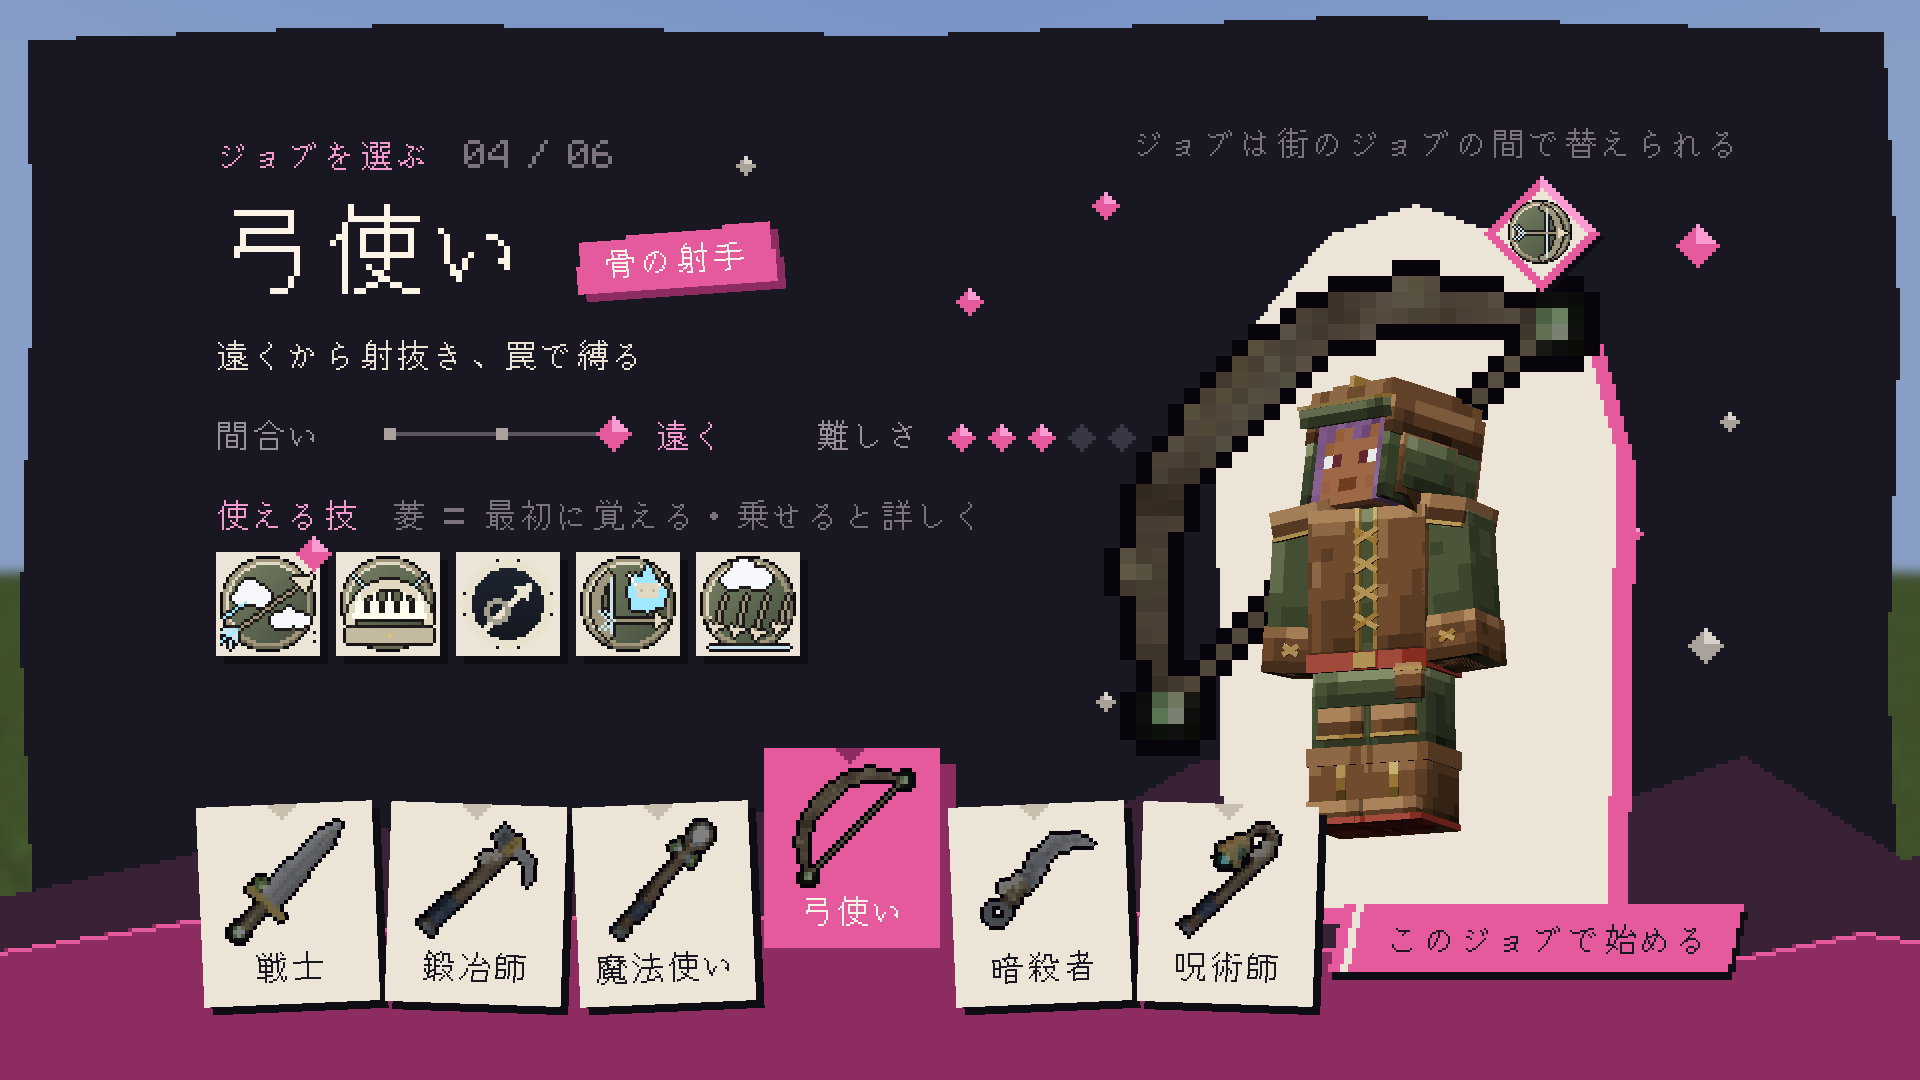 ジョブを選ぶ 04 / 06
ジョブは街のジョブの間で替えられる
弓使い 骨の射手
遠くから射抜き、罠で縛る
間合い 遠く 難しさ
使える技 菱 = 最初に覚える・乗せると詳しく
戦士
鍛冶師
魔法使い
弓使い
暗殺者
呪術師
このジョブで始める